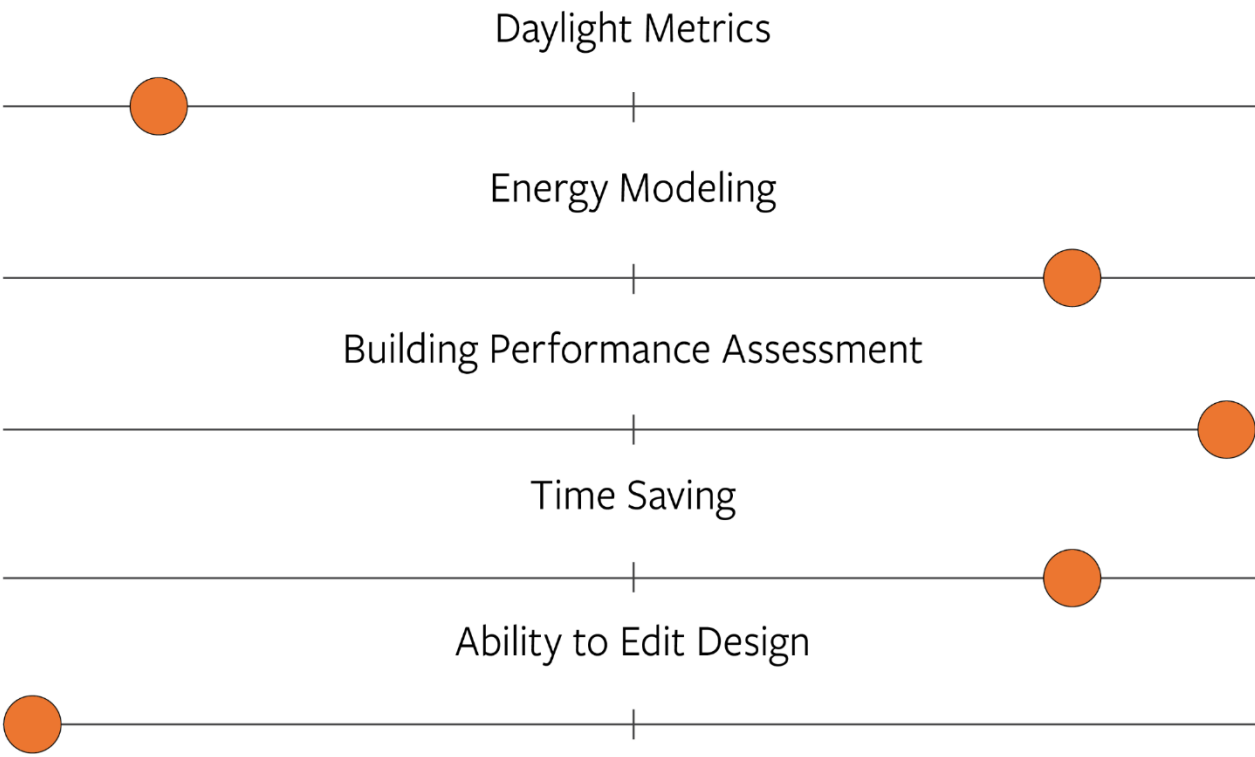 Daylight Metrics
Energy Modeling
Building Performance Assessment
Time Saving
Ability to Edit Design